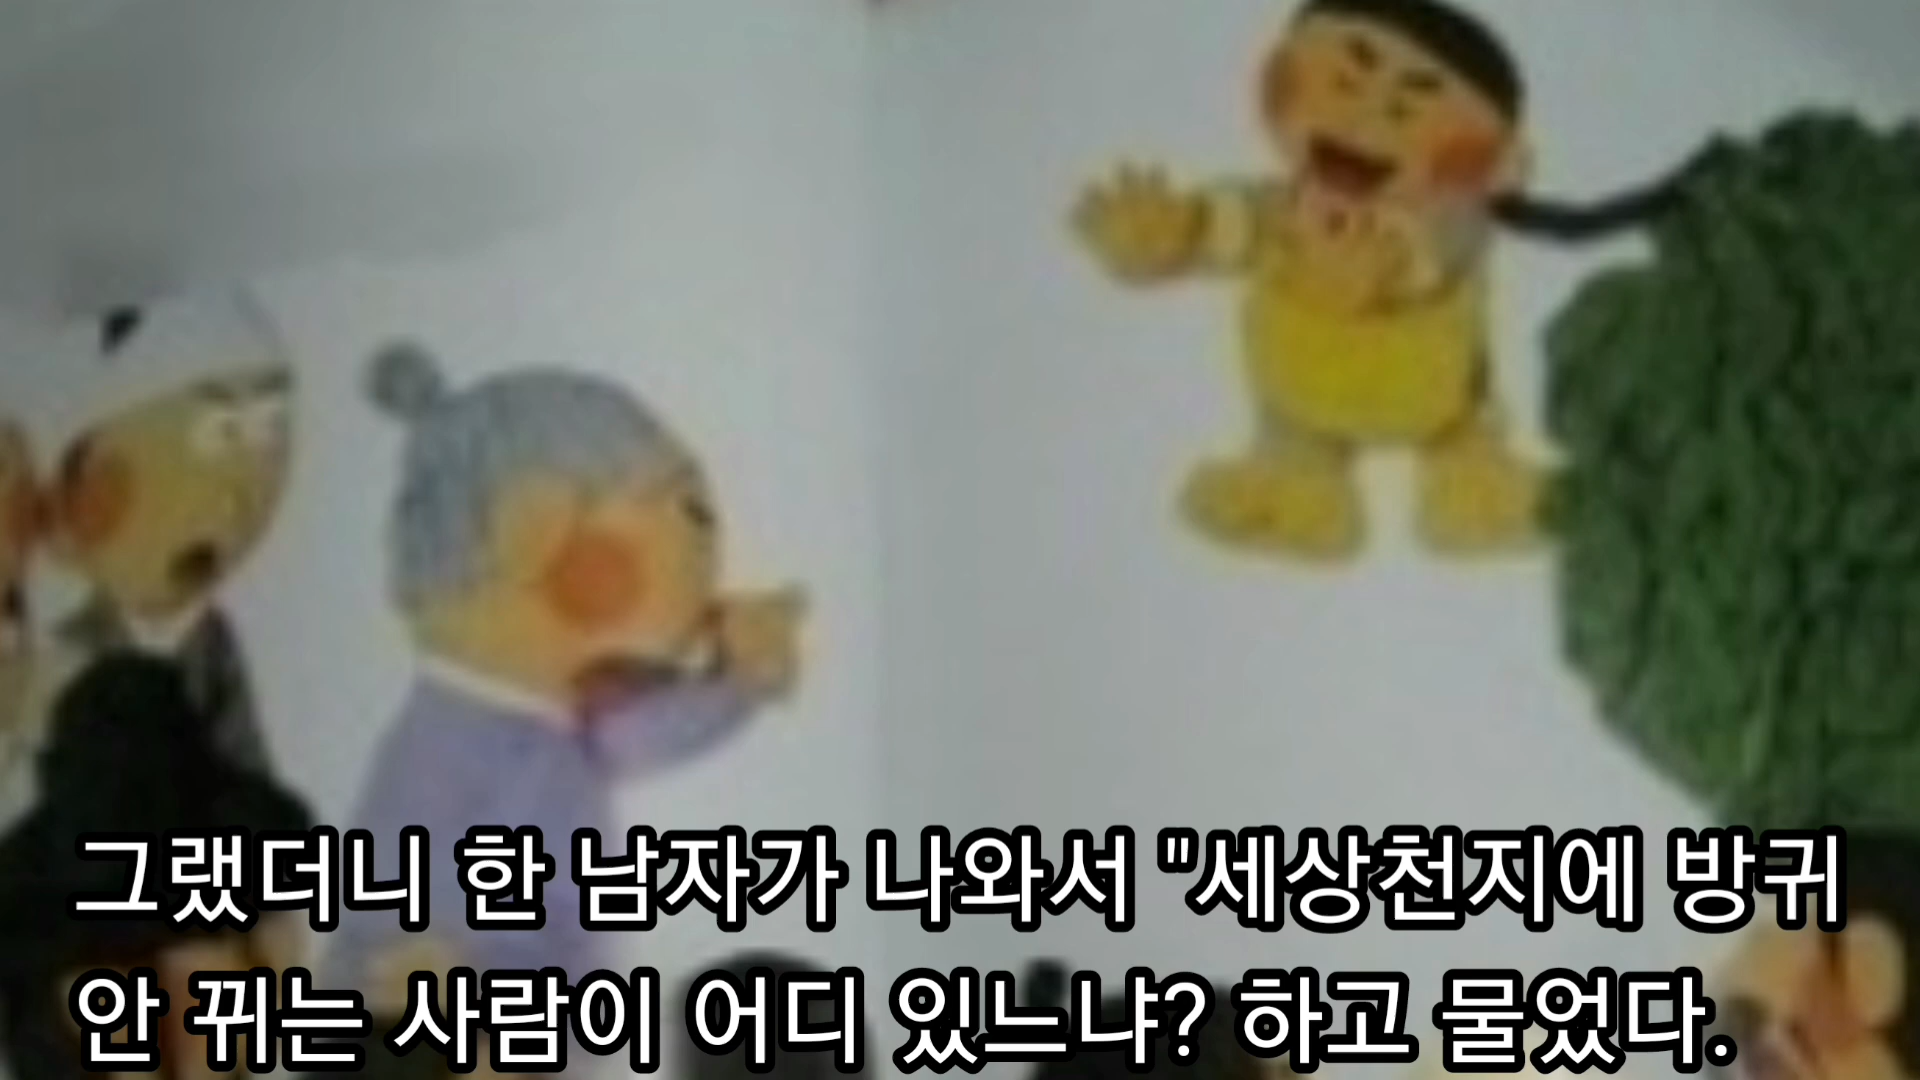 그랬더니 한 남자가 나와서 "세상천지에 방귀
안 뀌는 사람이 어디 있느냐? 하고 물었다.